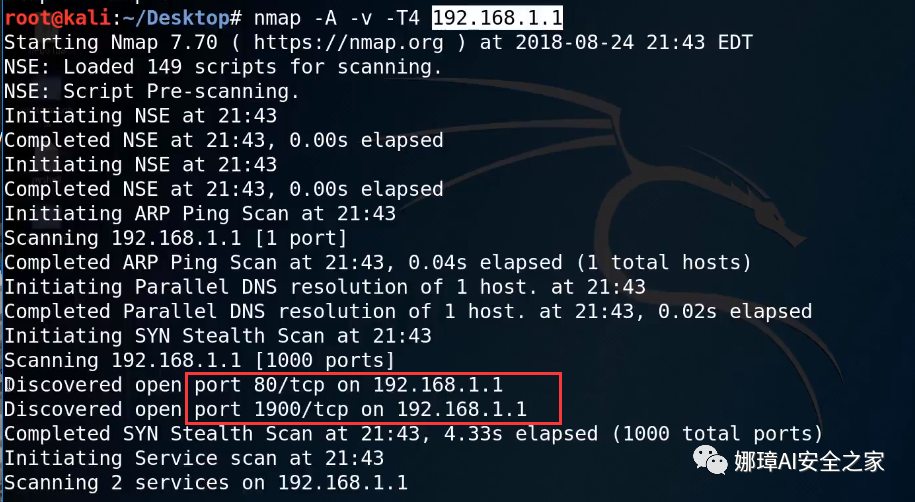 root@kali:~/Desktop# nmap -A -v -T4 192.168.1.1
Starting Nmap 7.70 ( https://nmap.org ) at 2018-08-24 21:43 EDT
NSE: Loaded 149 scripts for scanning.
NSE: Script Pre-scanning.
Initiating NSE at 21:43
Completed NSE at 21:43, 0.00s elapsed
Initiating NSE at 21:43
Completed NSE at 21:43, 0.00s elapsed
Initiating ARP Ping Scan at 21:43
Scanning 192.168.1.1 [1 port]
Completed ARP Ping Scan at 21:43, 0.04s elapsed (1 total hosts)
Initiating Parallel DNS resolution of 1 host. at 21:43
Completed Parallel DNS resolution of 1 host. at 21:43, 0.02s elapsed
Initiating SYN Stealth Scan at 21:43
Scanning 192.168.1.1 [1000 ports]
Discovered open port 80/tcp on 192.168.1.1
Discovered open port 1900/tcp on 192.168.1.1
Completed SYN Stealth Scan at 21:43, 4.33s elapsed (1000 total ports)
Initiating Service scan at 21:43
Scanning 2 services on 192.168.1.1
娜璋AI安全之家